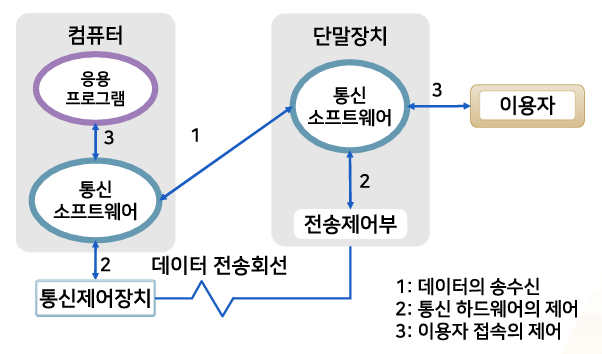 컴퓨터
단말장치
응용
프로그램
통신
소프트웨어
3
이용자
1
3
통신
소프트웨어
2
전송제어부
2
데이터 전송회선
통신제어장치
1: 데이터의 송수신
2: 통신 하드웨어의 제어
3: 이용자 접속의 제어